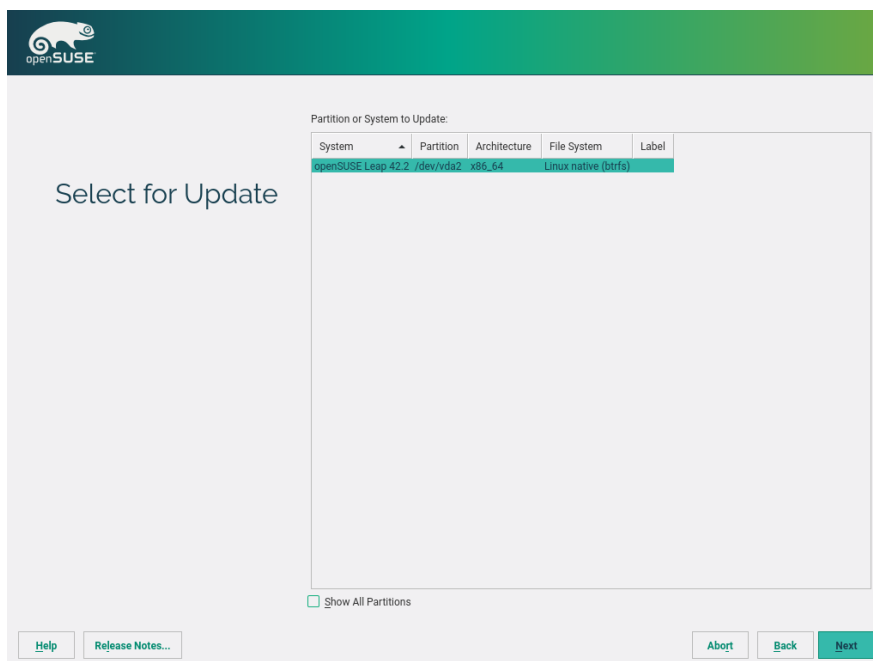 openSUSE
Partition or System to Update:
System Partition Architecture File System Label
openSUSE Leap 42.2 /dev/vda2 x86_64 Linux native (btrfs)
Select for Update
Show All Partitions
Help Release Notes... Abort Back Next